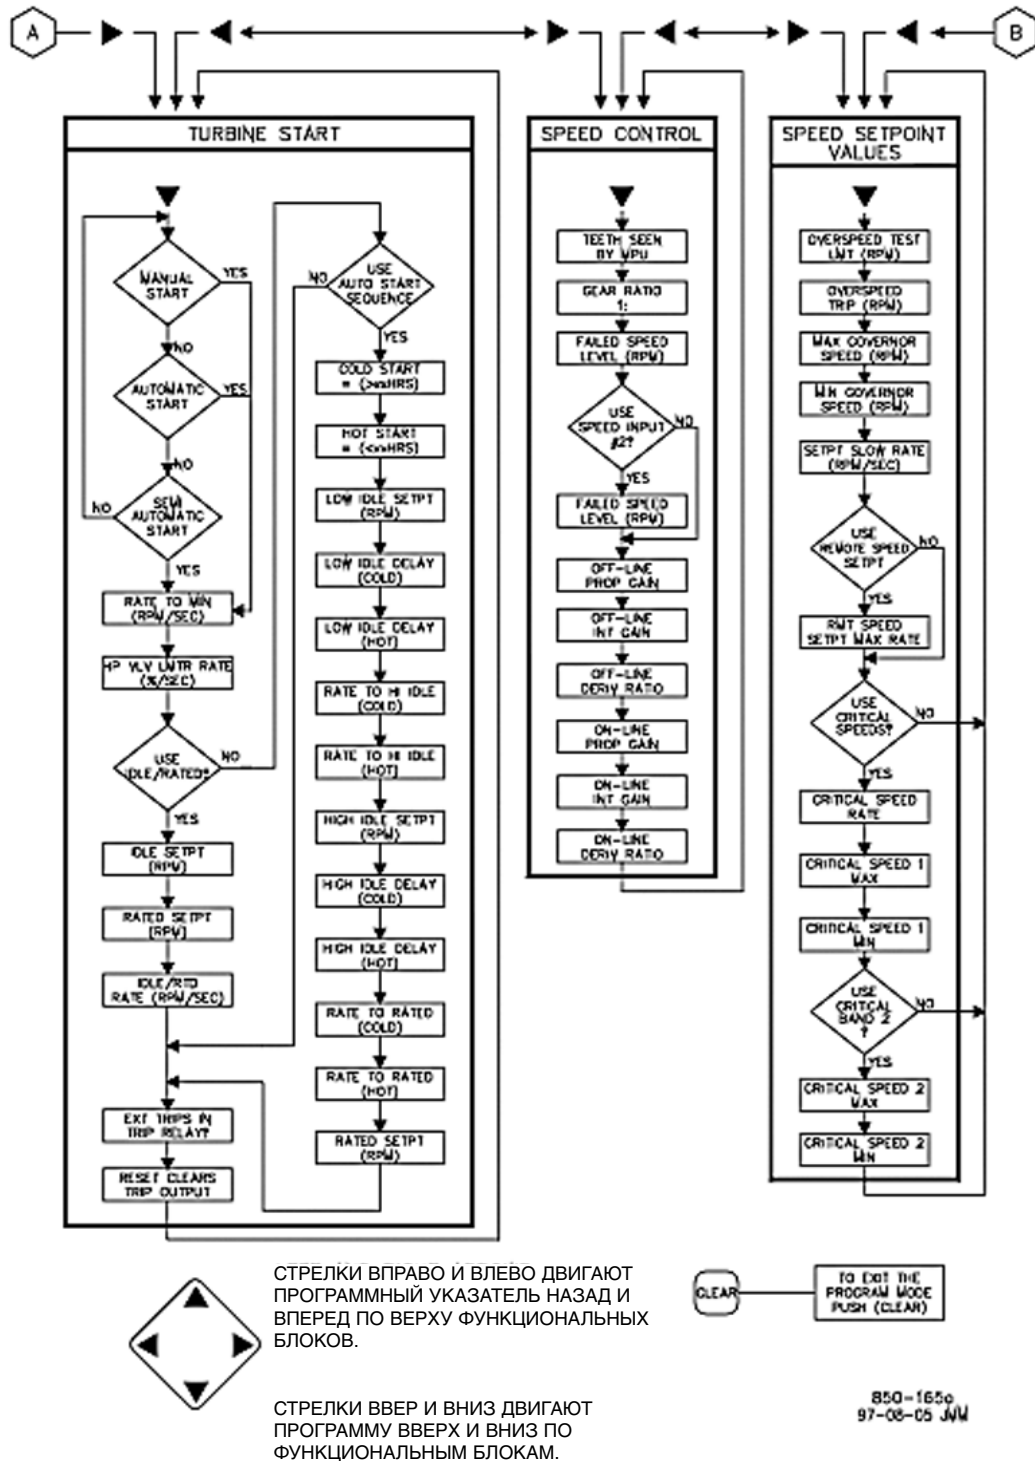 A
B
TURBINE START
MANUAL
START
YES
NO
AUTOMATIC
START
YES
NO
SEMI
AUTOMATIC
START
NO
YES
RATE TO MIN
(RPM/SEC)
HP VLV LMTR RATE
(%/SEC)
USE
IDLE/RATED?
NO
YES
IDLE SETPT
(RPM)
RATED SETPT
(RPM)
IDLE/RTD
RATE (RPM/SEC)
EXT TRIPS IN
TRIP RELAY?
RESET CLEARS
TRIP OUTPUT
USE
AUTO START
SEQUENCE
NO
YES
COLD START
= (>xxHRS)
HOT START
= (<xxHRS)
LOW IDLE SETPT
(RPM)
LOW IDLE DELAY
(COLD)
LOW IDLE DELAY
(HOT)
RATE TO HI IDLE
(COLD)
RATE TO HI IDLE
(HOT)
HIGH IDLE SETPT
(RPM)
HIGH IDLE DELAY
(COLD)
HIGH IDLE DELAY
(HOT)
RATE TO RATED
(COLD)
RATE TO RATED
(HOT)
RATED SETPT
(RPM)
SPEED CONTROL
TEETH SEEN
BY MPU
GEAR RATIO
1:
FAILED SPEED
LEVEL (RPM)
USE
SPEED INPUT
#2?
NO
YES
FAILED SPEED
LEVEL (RPM)
OFF-LINE
PROP GAIN
OFF-LINE
INT GAIN
OFF-LINE
DERIV RATIO
ON-LINE
PROP GAIN
ON-LINE
INT GAIN
ON-LINE
DERIV RATIO
SPEED SETPOINT
VALUES
OVERSPEED TEST
LMT (RPM)
OVERSPEED
TRIP (RPM)
MAX GOVERNOR
SPEED (RPM)
MIN GOVERNOR
SPEED (RPM)
SETPT SLOW RATE
(RPM/SEC)
USE
REMOTE SPEED
SETPT
NO
YES
RMT SPEED
SETPT MAX RATE
USE
CRITICAL
SPEEDS?
NO
YES
CRITICAL SPEED
RATE
CRITICAL SPEED 1
MAX
CRITICAL SPEED 1
MIN
USE
CRITICAL
BAND 2
?
NO
YES
CRITICAL SPEED 2
MAX
CRITICAL SPEED 2
MIN
СТРЕЛКИ ВПРАВО И ВЛЕВО ДВИГАЮТ
ПРОГРАММНЫЙ УКАЗАТЕЛЬ НАЗАД И
ВПЕРЕД ПО ВЕРХУ ФУНКЦИОНАЛЬНЫХ
БЛОКОВ.
СТРЕЛКИ ВВЕР И ВНИЗ ДВИГАЮТ
ПРОГРАММУ ВВЕРХ И ВНИЗ ПО
ФУНКЦИОНАЛЬНЫМ БЛОКАМ.
CLEAR
TO EXIT THE
PROGRAM MODE
PUSH (CLEAR)
97-08-05 JWM